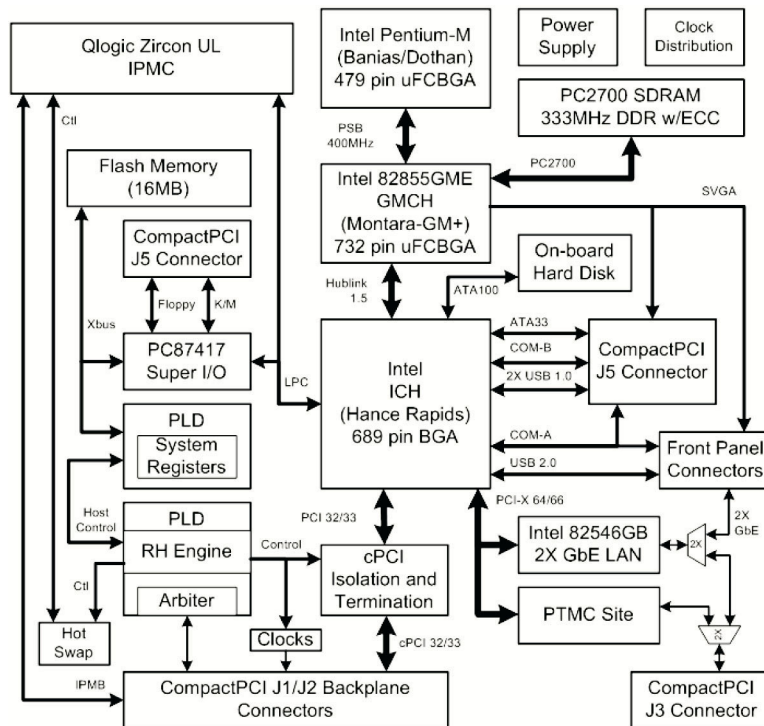 Qlogic Zircon UL
IPMC
Intel Pentium-M
(Banias/Dothan)
479 pin uFCBGA
Power
Supply
Clock
Distribution
PC2700 SDRAM
333MHz DDR w/ECC
Ctl
PSB
400MHz
PC2700
SVGA
Flash Memory
(16MB)
Intel 82855GME
GMCH
(Montara-GM+)
732 pin uFCBGA
CompactPCI
J5 Connector
On-board
Hard Disk
Hublink
1.5
ATA100
Floppy
K/M
Xbus
PC87417
Super I/O
LPC
Intel
ICH
(Hance Rapids)
689 pin BGA
ATA33
COM-B
2X USB 1.0
CompactPCI
J5 Connector
COM-A
USB 2.0
Front Panel
Connectors
PLD
System
Registers
Host
Control
PLD
RH Engine
Arbiter
Control
PCI 32/33
PCI-X 64/66
2X
GbE
cPCI
Isolation and
Termination
Intel 82546GB
2X GbE LAN
2X
Ctl
PTMC Site
2X
Hot
Swap
Clocks
cPCI 32/33
IPMB
CompactPCI J1/J2 Backplane
Connectors
CompactPCI
J3 Connector